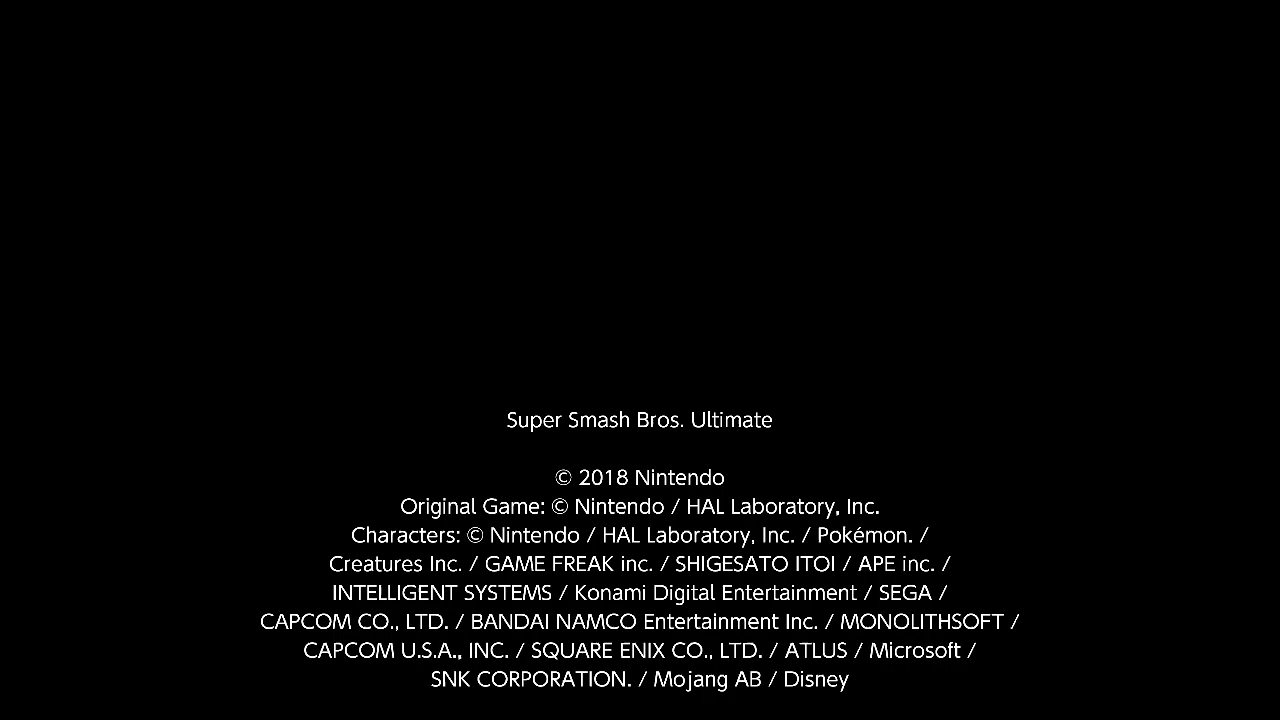 Super Smash Bros. Ultimate
© 2018 Nintendo
Original Game: © Nintendo / HAL Laboratory, Inc.
Characters: © Nintendo / HAL Laboratory, Inc. / Pokémon. /
Creatures Inc. / GAME FREAK inc. / SHIGESATO ITOI / APE inc. /
INTELLIGENT SYSTEMS / Konami Digital Entertainment / SEGA /
CAPCOM CO., LTD. / BANDAI NAMCO Entertainment Inc. / MONOLITHSOFT /
CAPCOM U.S.A., INC. / SQUARE ENIX CO., LTD. / ATLUS / Microsoft /
SNK CORPORATION. / Mojang AB / Disney